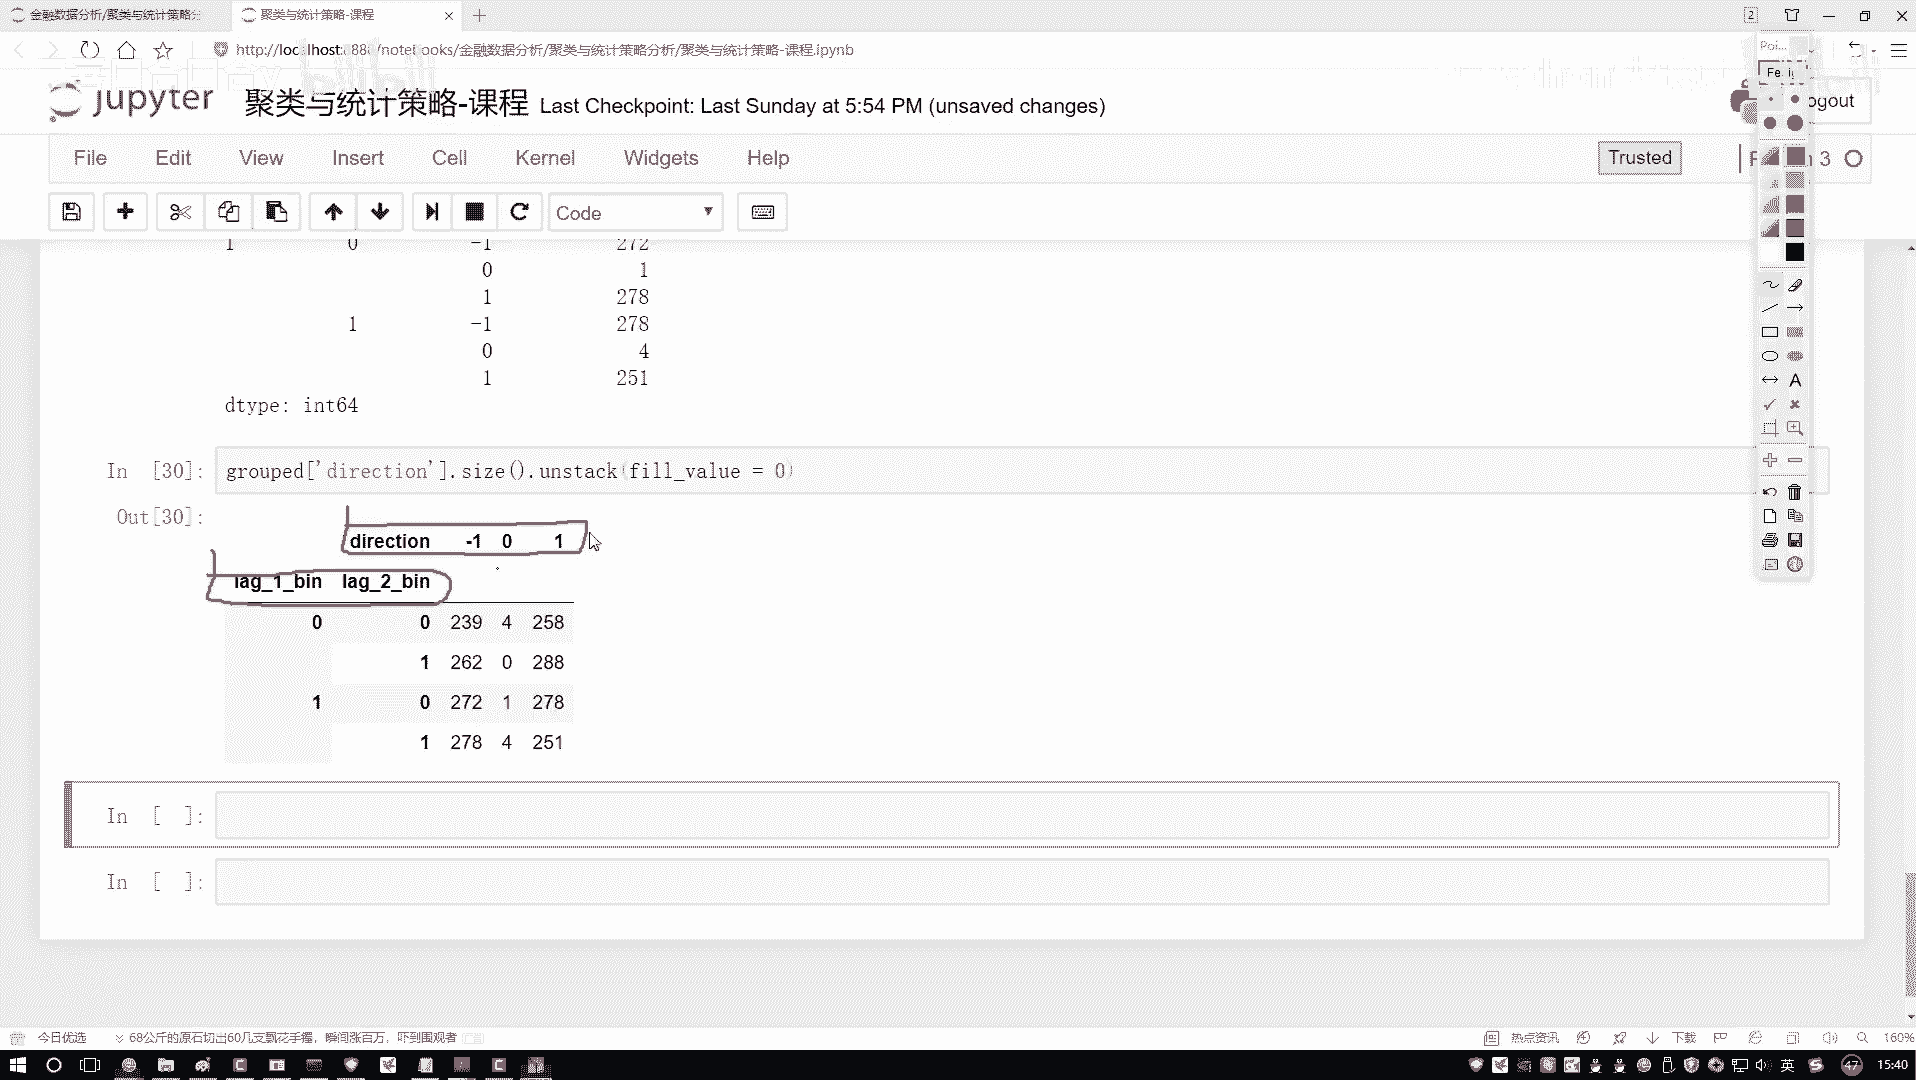 金融数据分析/聚类与统计策略分
聚类与统计策略-课程
2
http://localhost:888/notebooks/金融数据分析/聚类与统计策略分析/聚类与统计策略-课程.ipynb
bilibili
jupyter 聚类与统计策略-课程 Last Checkpoint: Last Sunday at 5:54 PM (unsaved changes)
ogout
File Edit View Insert Cell Kernel Widgets Help
Trusted
3
Code
1 0 -1 272
0 1
1 278
1 -1 278
0 4
1 251
dtype: int64
In [30]: grouped['direction'].size().unstack(fill_value = 0)
Out[30]:
direction -1 0 1
lag_1_bin lag_2_bin
0 0 239 4 258
1 262 0 288
1 0 272 1 278
1 278 4 251
In [ ]:
In [ ]:
今日优选 68公斤的原石切出60几支飘花手镯，瞬间涨百万，吓到围观者
热点资讯 下载 160%
英 47 15:40